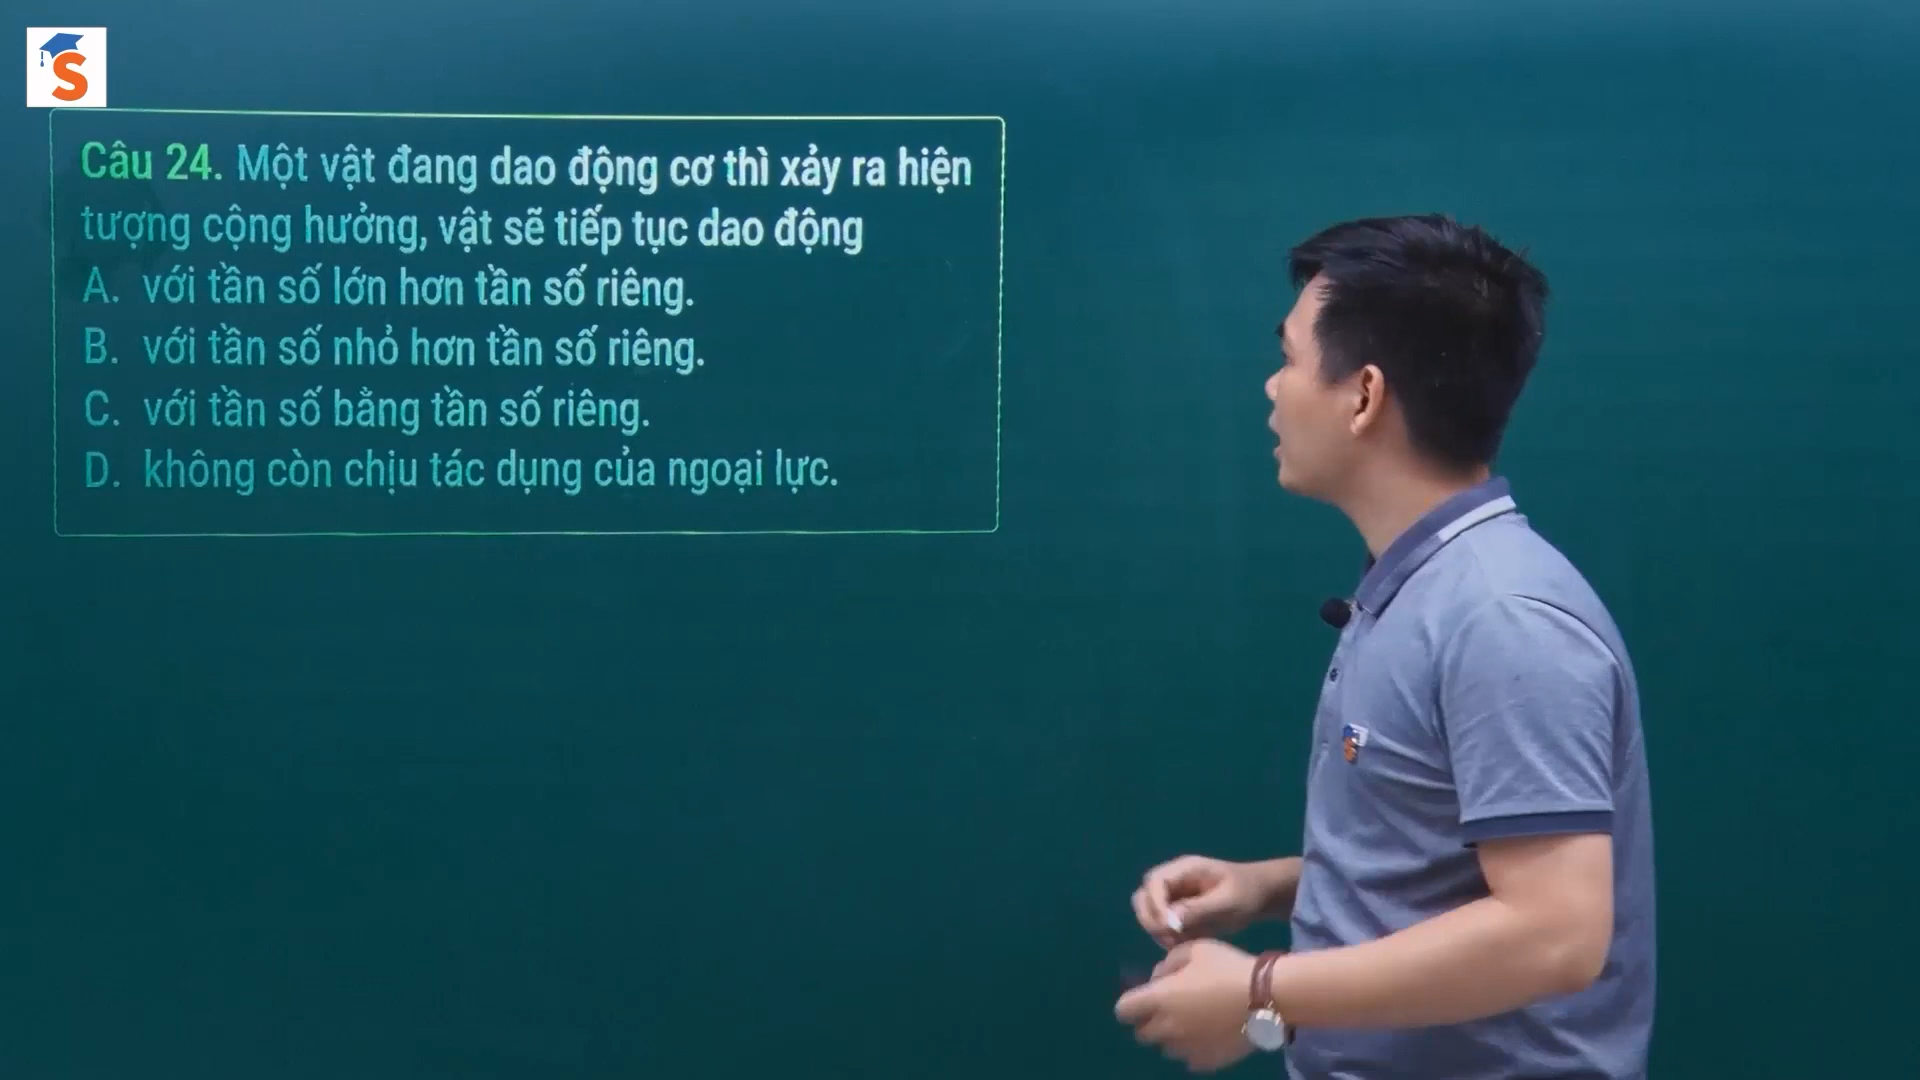 S
Câu 24. Một vật đang dao động cơ thì xảy ra hiện
tượng cộng hưởng, vật sẽ tiếp tục dao động
A. với tần số lớn hơn tần số riêng.
B. với tần số nhỏ hơn tần số riêng.
C. với tần số bằng tần số riêng.
D. không còn chịu tác dụng của ngoại lực.